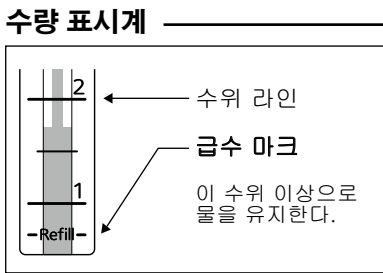 수량 표시계
2
수위 라인
급수 마크
1
이 수위 이상으로
물을 유지한다.
-Refill-